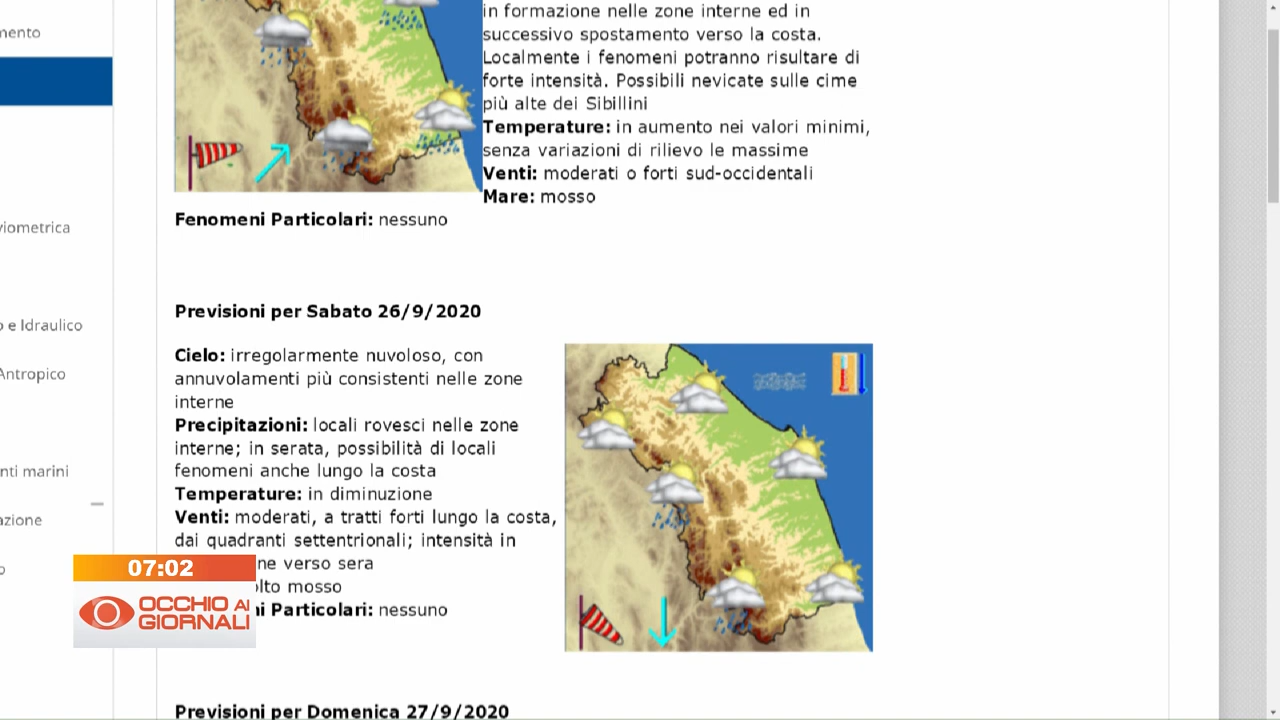 in formazione nelle zone interne ed in
successivo spostamento verso la costa.
Localmente i fenomeni potranno risultare di
forte intensità. Possibili nevicate sulle cime
più alte dei Sibillini
Temperature: in aumento nei valori minimi,
senza variazioni di rilievo le massime
Venti: moderati o forti sud-occidentali
Mare: mosso
Fenomeni Particolari: nessuno
Previsioni per Sabato 26/9/2020
Cielo: irregolarmente nuvoloso, con
annuvolamenti più consistenti nelle zone
interne
Precipitazioni: locali rovesci nelle zone
interne; in serata, possibilità di locali
fenomeni anche lungo la costa
Temperature: in diminuzione
Venti: moderati, a tratti forti lungo la costa,
dai quadranti settentrionali; intensità in
ne verso sera
olto mosso
ni Particolari: nessuno
Previsioni per Domenica 27/9/2020
mento
viometrica
o e Idraulico
Antropico
nti marini
azione
o
07:02
OCCHIO AI
GIORNALI